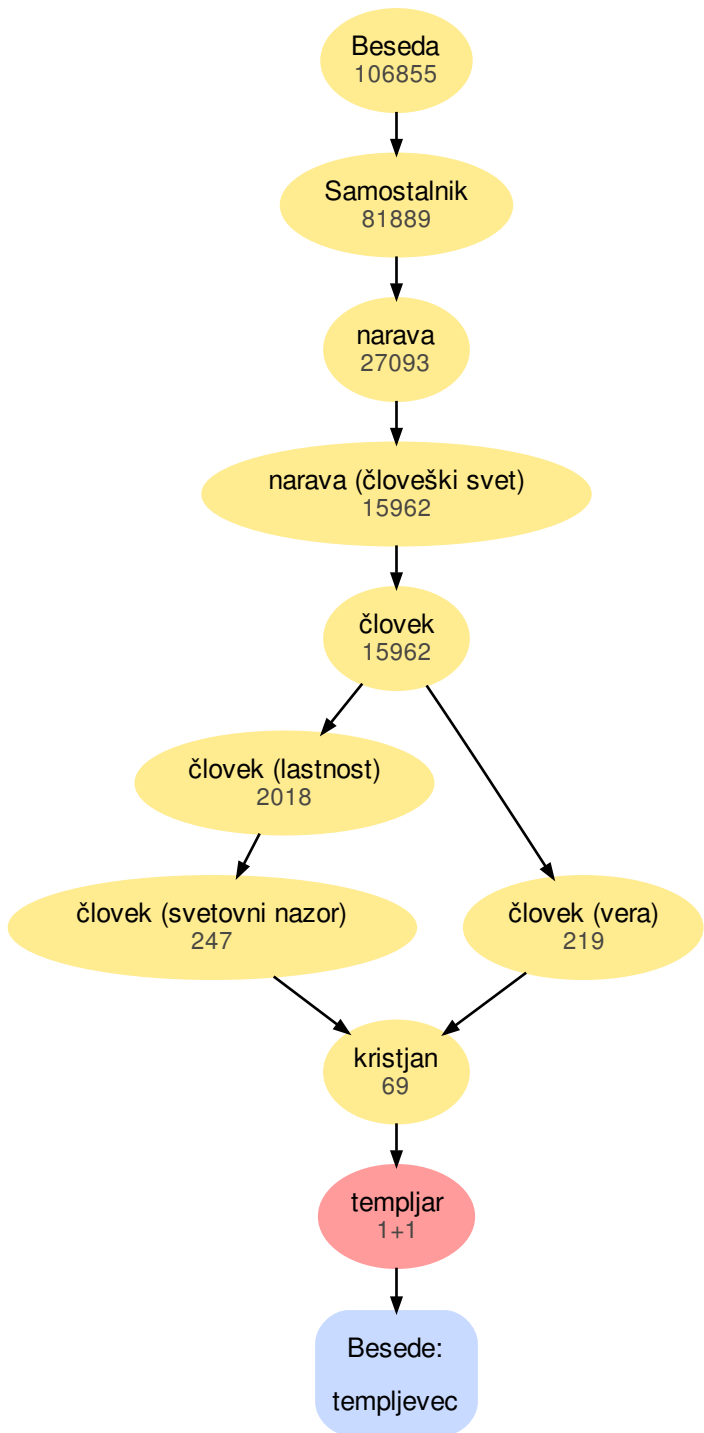 Beseda
106855
Samostalnik
81889
narava
27093
narava (človeški svet)
15962
človek
15962
človek (lastnost)
2018
človek (svetovni nazor)
247
človek (vera)
219
kristjan
69
templjar
1+1
Besede:
templjevec